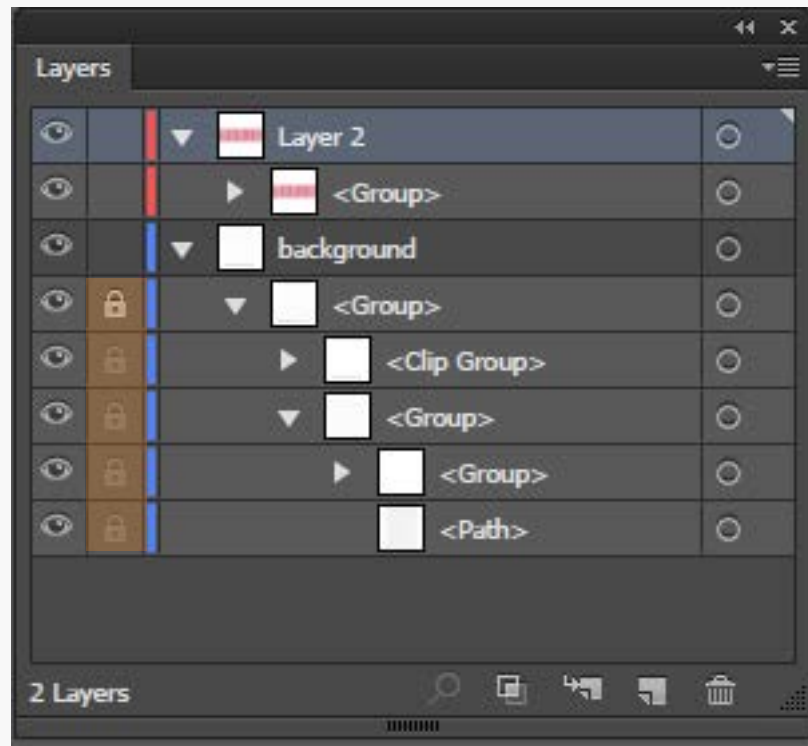 Layers
Layer 2
<Group>
background
<Group>
<Clip Group>
<Group>
<Group>
<Path>
2 Layers